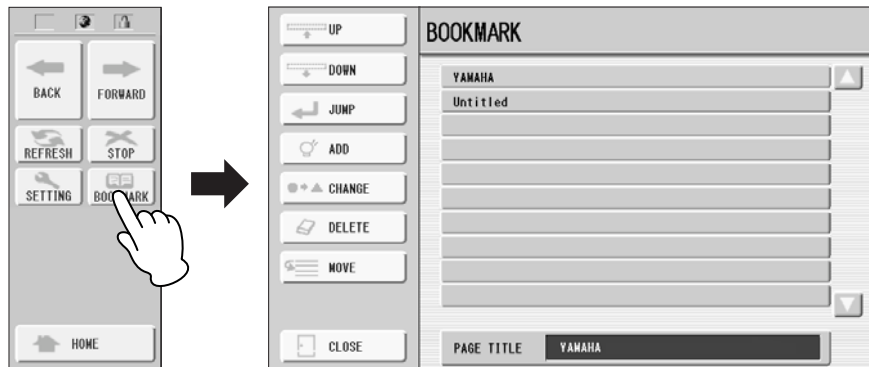 BACK FORWARD
REFRESH STOP
SETTING BOOKMARK
HOME
UP
DOWN
JUMP
ADD
CHANGE
DELETE
MOVE
CLOSE
BOOKMARK
YAMAHA
Untitled
PAGE TITLE YAMAHA